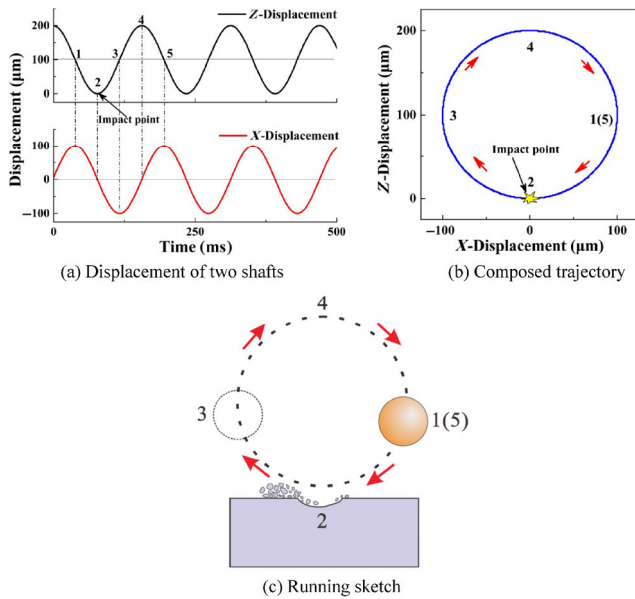 Z-Displacement
200
100
0
1
2
3
4
5
Impact point
X-Displacement
100
0
−100
0
250
500
Displacement (µm)
Time (ms)
(a) Displacement of two shafts
200
100
0
Z-Displacement (µm)
4
3
1(5)
Impact point
2
−100
0
100
X-Displacement (µm)
(b) Composed trajectory
4
3
1(5)
2
(c) Running sketch